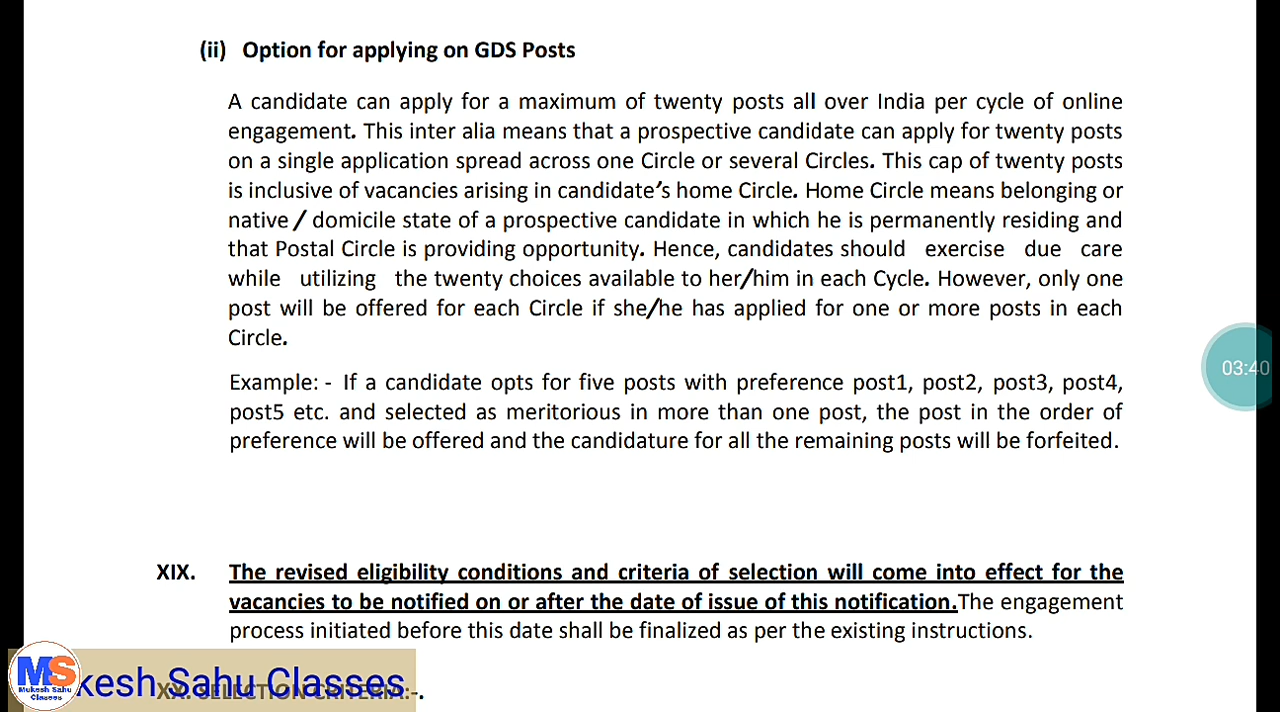 (ii) Option for applying on GDS Posts
A candidate can apply for a maximum of twenty posts all over India per cycle of online
engagement. This inter alia means that a prospective candidate can apply for twenty posts
on a single application spread across one Circle or several Circles. This cap of twenty posts
is inclusive of vacancies arising in candidate's home Circle. Home Circle means belonging or
native / domicile state of a prospective candidate in which he is permanently residing and
that Postal Circle is providing opportunity. Hence, candidates should exercise due care
while utilizing the twenty choices available to her/him in each Cycle. However, only one
post will be offered for each Circle if she/he has applied for one or more posts in each
Circle.
03:40
Example: - If a candidate opts for five posts with preference post1, post2, post3, post4,
post5 etc. and selected as meritorious in more than one post, the post in the order of
preference will be offered and the candidature for all the remaining posts will be forfeited.
XIX. The revised eligibility conditions and criteria of selection will come into effect for the
vacancies to be notified on or after the date of issue of this notification.The engagement
process initiated before this date shall be finalized as per the existing instructions.
MS
Mukesh Sahu
Classes
kesh Sahu Classes
XX. SELECTION CRITERIA:-.